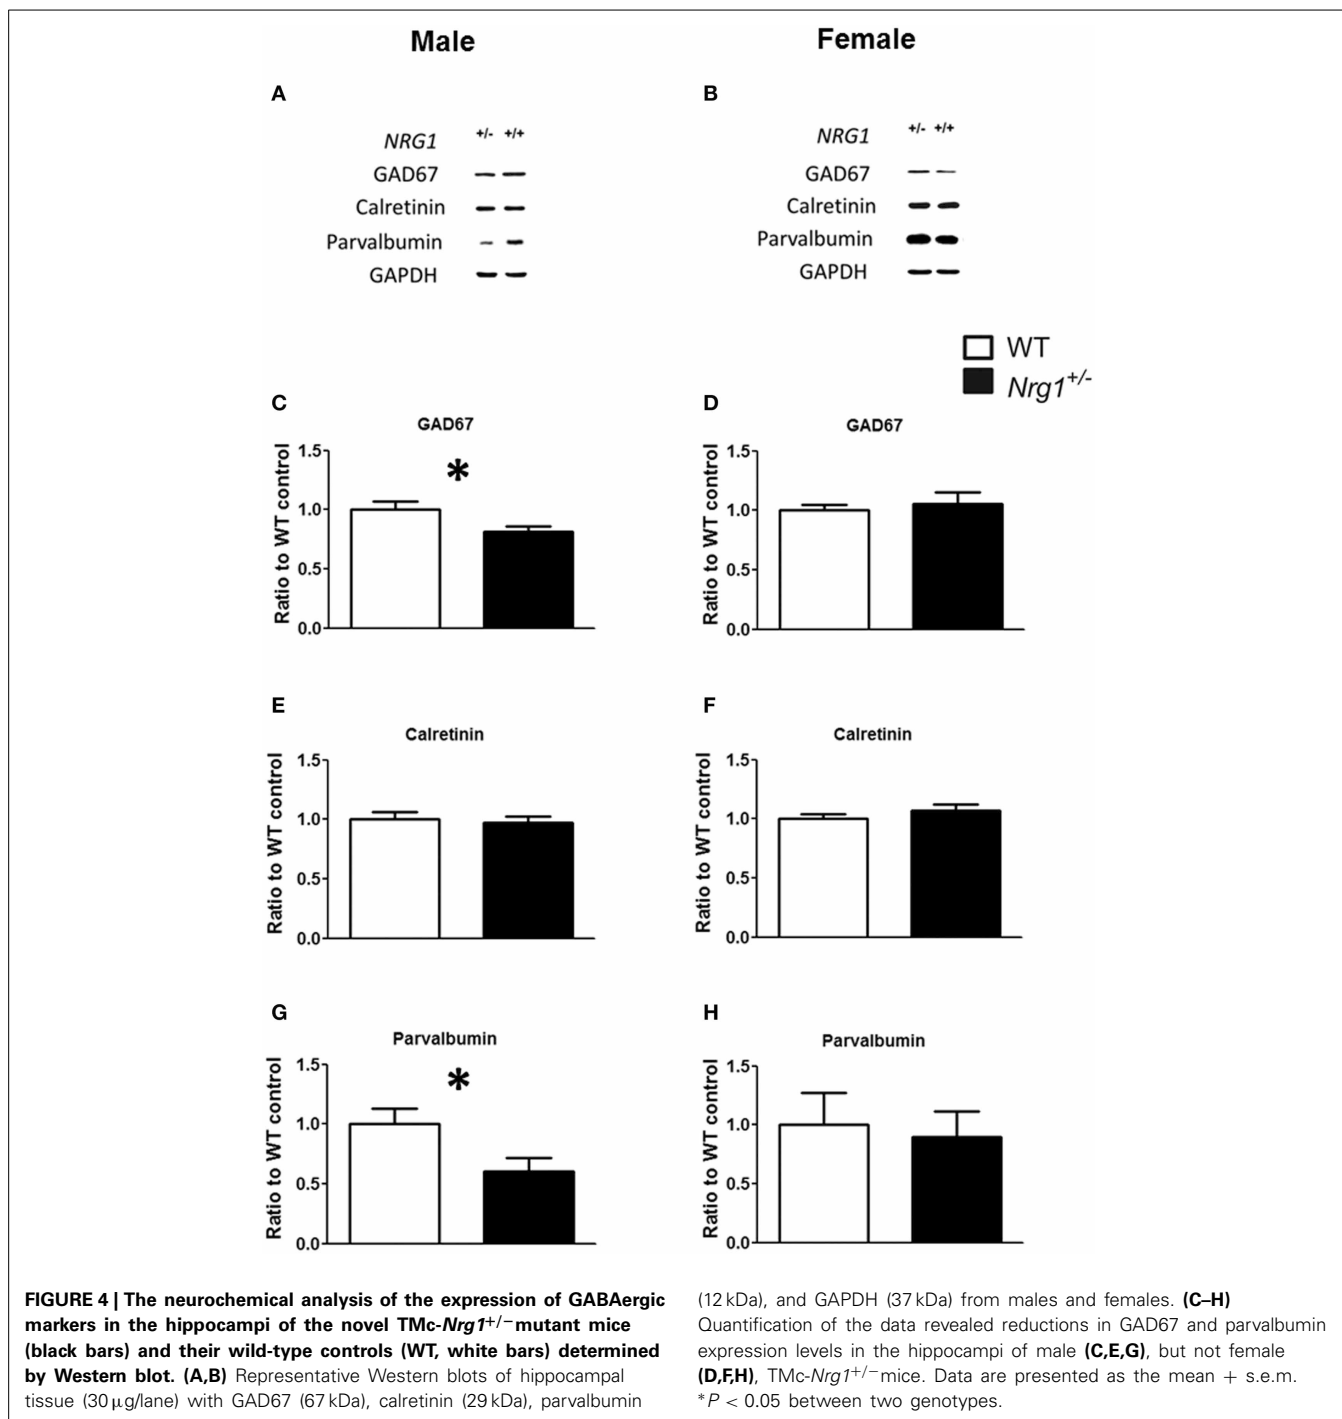 Male
Female
A
NRG1 +/- +/+
GAD67
Calretinin
Parvalbumin
GAPDH
B
NRG1 +/- +/+
GAD67
Calretinin
Parvalbumin
GAPDH
WT
Nrg1+/-
C
GAD67
Ratio to WT control
1.5
*
1.0
0.5
0.0
D
GAD67
Ratio to WT control
1.5
1.0
0.5
0.0
E
Calretinin
Ratio to WT control
1.5
1.0
0.5
0.0
F
Calretinin
Ratio to WT control
1.5
1.0
0.5
0.0
G
Parvalbumin
Ratio to WT control
1.5
*
1.0
0.5
0.0
H
Parvalbumin
Ratio to WT control
1.5
1.0
0.5
0.0
FIGURE 4 | The neurochemical analysis of the expression of GABAergic
markers in the hippocampi of the novel TMc-Nrg1+/− mutant mice
(black bars) and their wild-type controls (WT, white bars) determined
by Western blot. (A,B) Representative Western blots of hippocampal
tissue (30 μg/lane) with GAD67 (67 kDa), calretinin (29 kDa), parvalbumin
(12 kDa), and GAPDH (37 kDa) from males and females. (C–H)
Quantification of the data revealed reductions in GAD67 and parvalbumin
expression levels in the hippocampi of male (C,E,G), but not female
(D,F,H), TMc-Nrg1+/− mice. Data are presented as the mean + s.e.m.
*P < 0.05 between two genotypes.